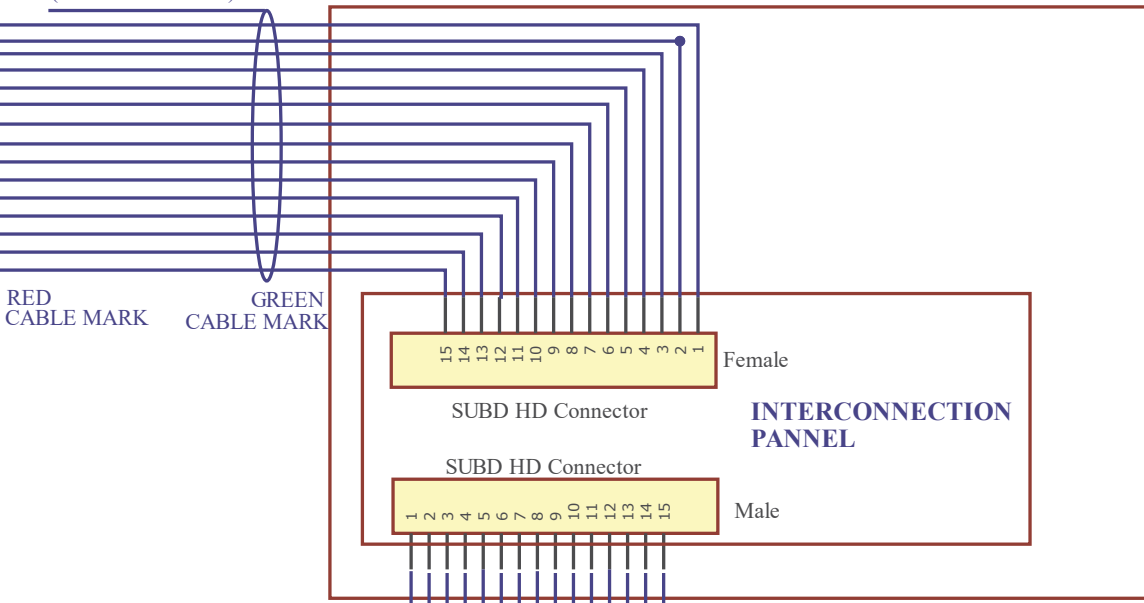 RED
CABLE MARK
GREEN
CABLE MARK
15 14 13 12 11 10 9 8 7 6 5 4 3 2 1
Female
SUBD HD Connector
INTERCONNECTION
PANNEL
SUBD HD Connector
1 2 3 4 5 6 7 8 9 10 11 12 13 14 15
Male